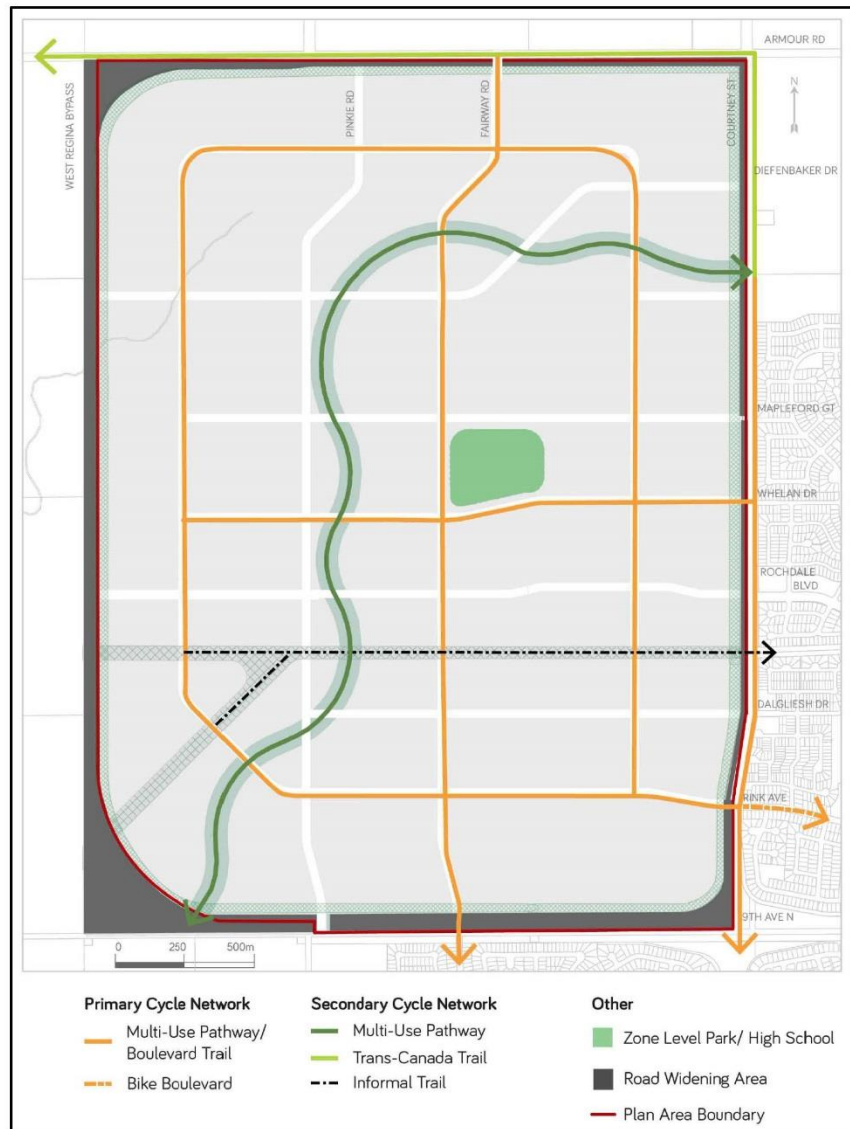 ARMOUR RD
N
WEST REGINA BYPASS
PINKIE RD
FAIRWAY RD
COURTNEY ST
DIEFENBAKER DR
MAPLEFORD GT
WHELAN DR
ROCHDALE
BLVD
DALGLIESH DR
RINK AVE
9TH AVE N
0 250 500m
Primary Cycle Network
Multi-Use Pathway/
Boulevard Trail
Bike Boulevard
Secondary Cycle Network
Multi-Use Pathway
Trans-Canada Trail
Informal Trail
Other
Zone Level Park/ High School
Road Widening Area
Plan Area Boundary